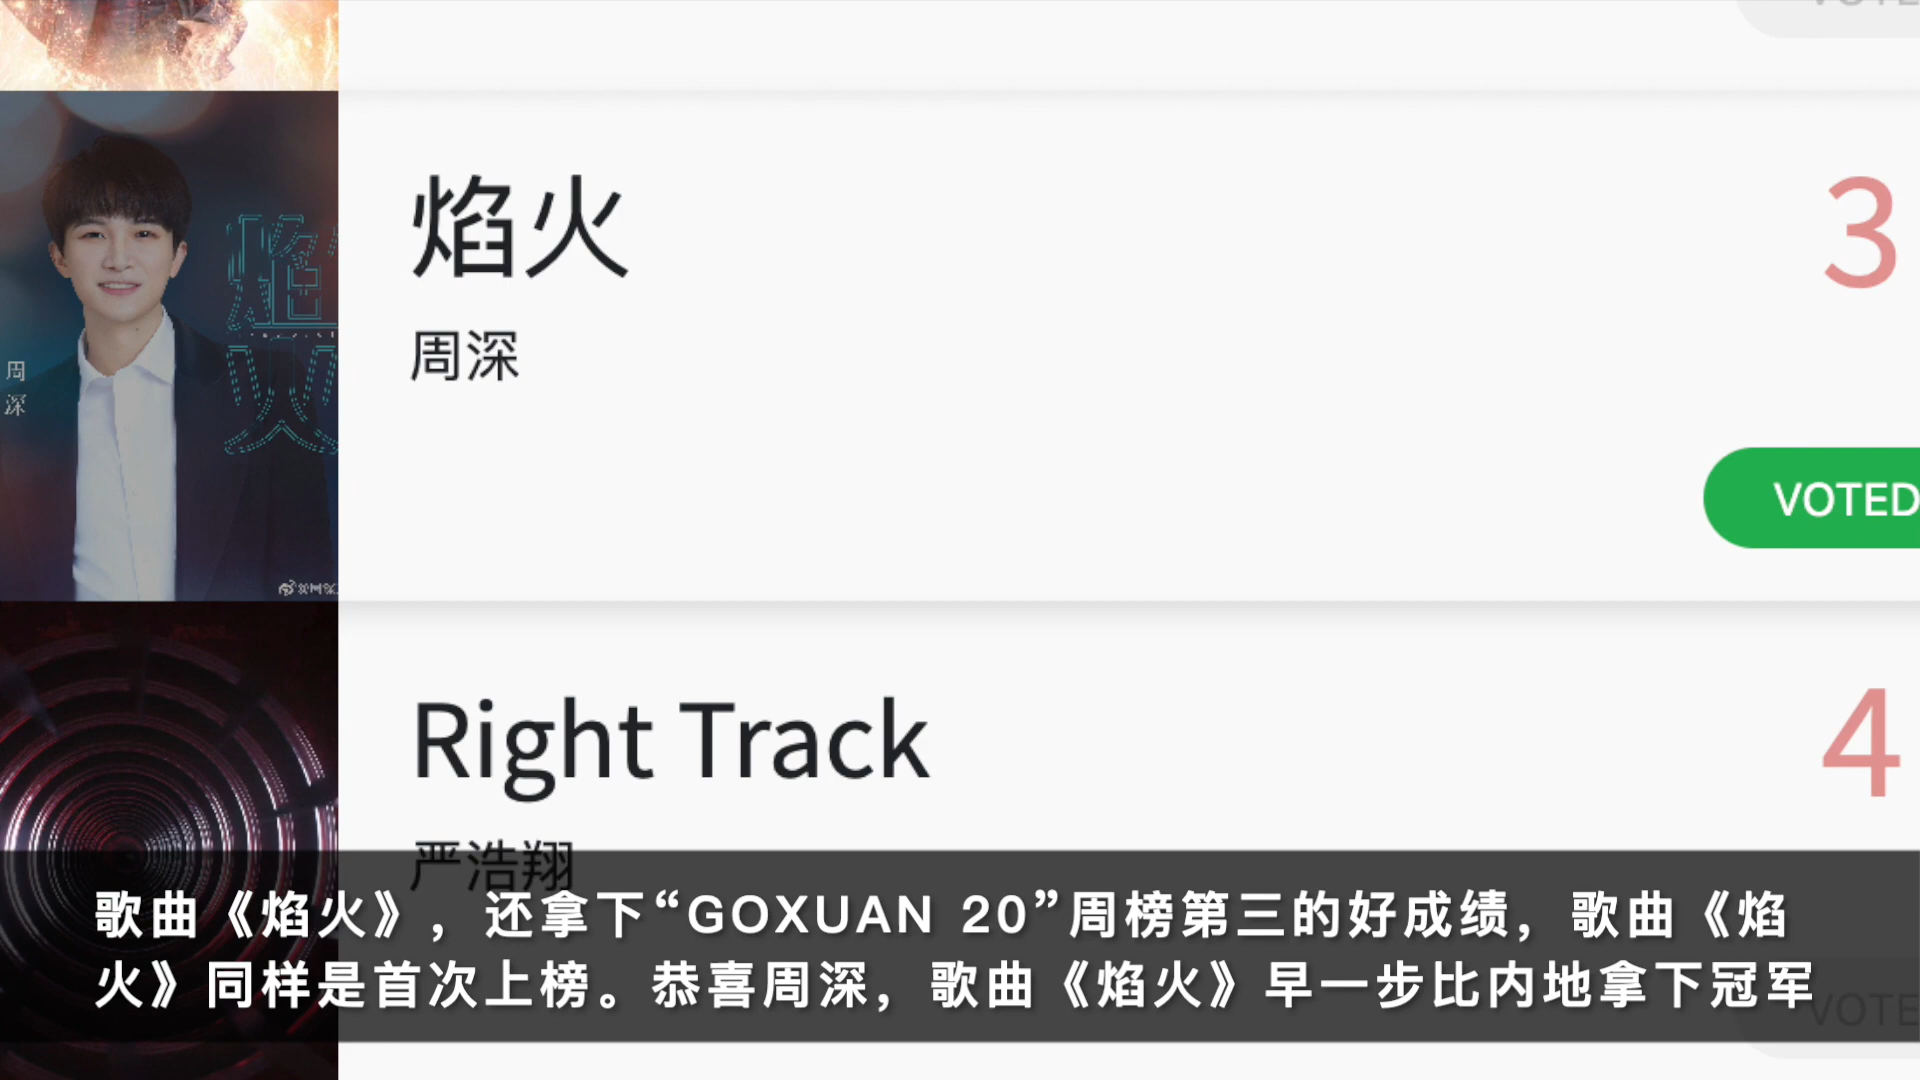 焰火
3
周深
周
深
焰
火
VOTED
Right Track
4
严浩翔
歌曲《焰火》，还拿下“GOXUAN 20”周榜第三的好成绩，歌曲《焰
火》同样是首次上榜。恭喜周深，歌曲《焰火》早一步比内地拿下冠军
VOTE